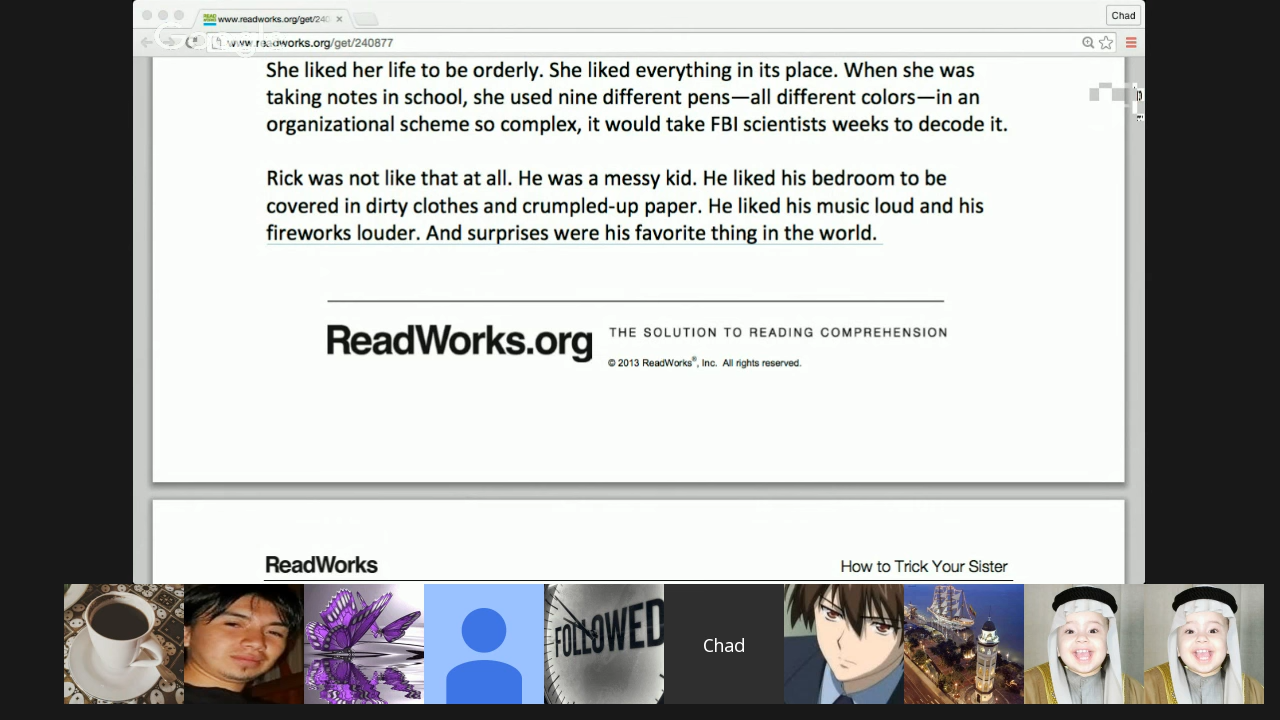 www.readworks.org/get/240
Chad
Google
www.readworks.org/get/240877
She liked her life to be orderly. She liked everything in its place. When she was
taking notes in school, she used nine different pens—all different colors—in an
organizational scheme so complex, it would take FBI scientists weeks to decode it.
Rick was not like that at all. He was a messy kid. He liked his bedroom to be
covered in dirty clothes and crumpled-up paper. He liked his music loud and his
fireworks louder. And surprises were his favorite thing in the world.
ReadWorks.org
THE SOLUTION TO READING COMPREHENSION
© 2013 ReadWorks®, Inc. All rights reserved.
ReadWorks
How to Trick Your Sister
FOLLOWED
Chad